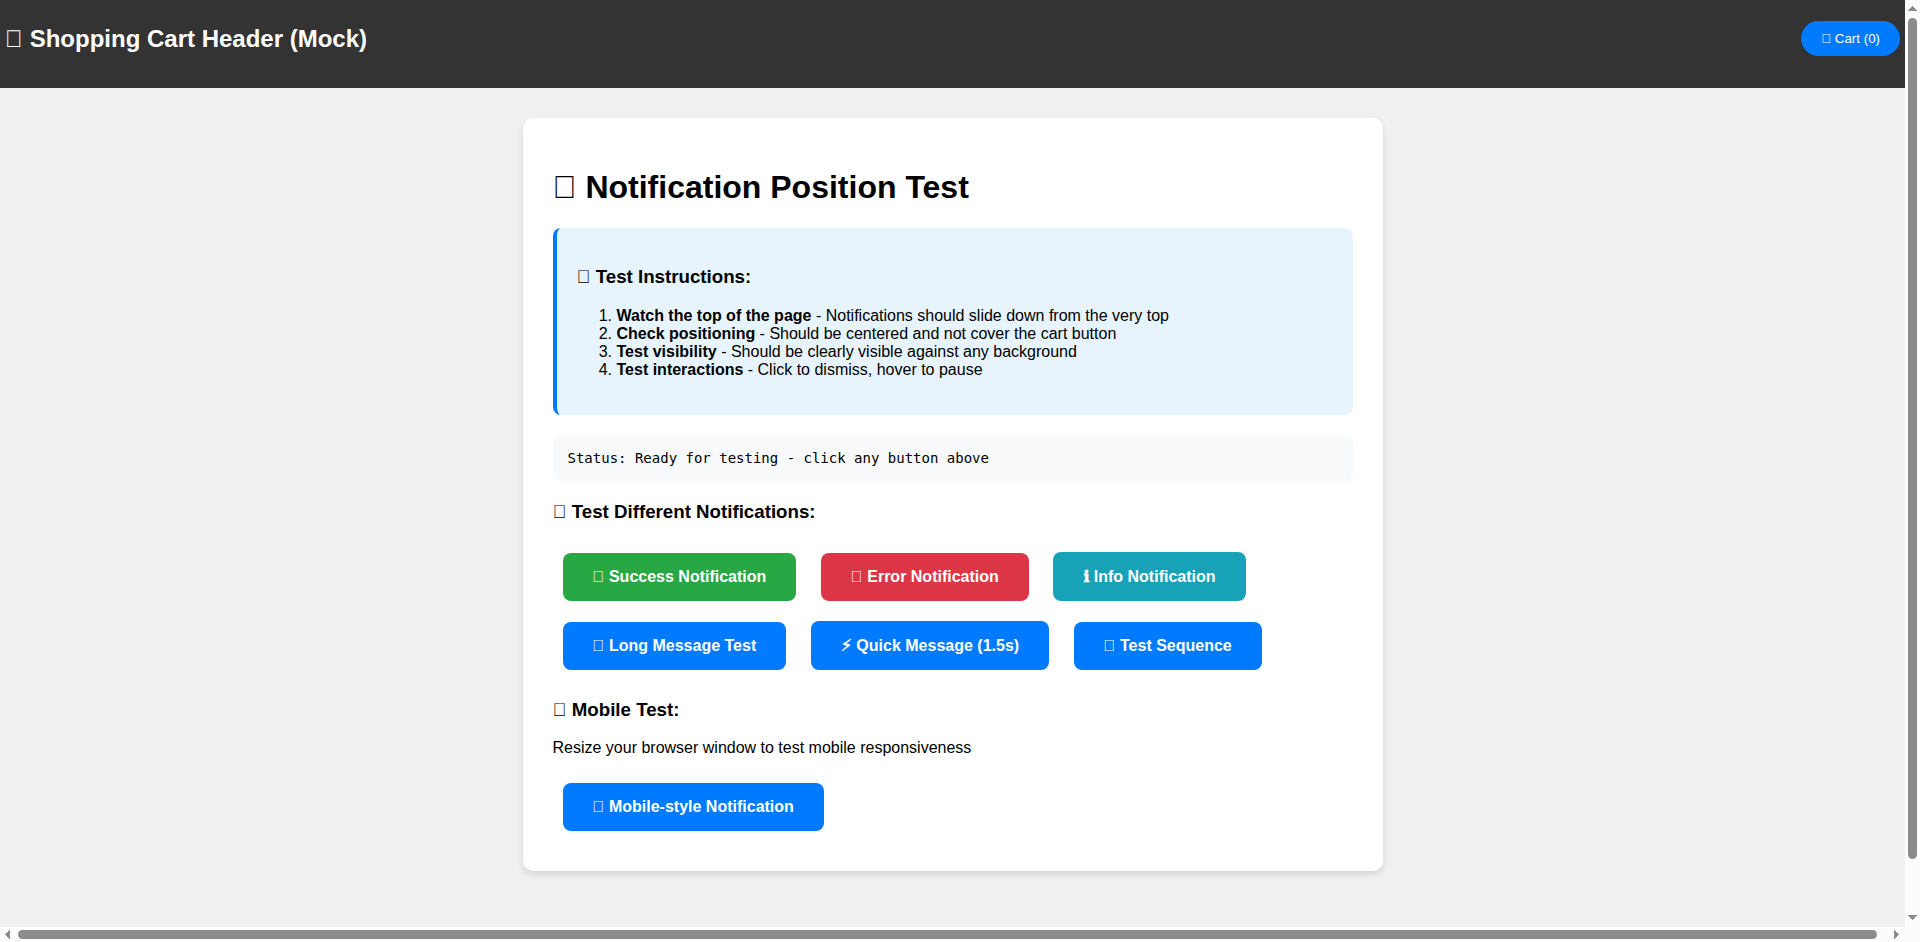 Shopping Cart Header (Mock)
Cart (0)
Notification Position Test
Test Instructions:
1. Watch the top of the page - Notifications should slide down from the very top
2. Check positioning - Should be centered and not cover the cart button
3. Test visibility - Should be clearly visible against any background
4. Test interactions - Click to dismiss, hover to pause
Status: Ready for testing - click any button above
Test Different Notifications:
Success Notification
Error Notification
ℹ Info Notification
Long Message Test
⚡ Quick Message (1.5s)
Test Sequence
Mobile Test:
Resize your browser window to test mobile responsiveness
Mobile-style Notification